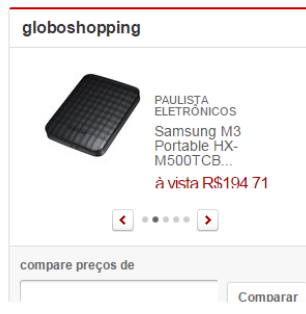 globoshopping
PAULISTA
ELETRÔNICOS
Samsung M3
Portable HX-
M500TCB...
à vista R$194,71
compare preços de
Comparar